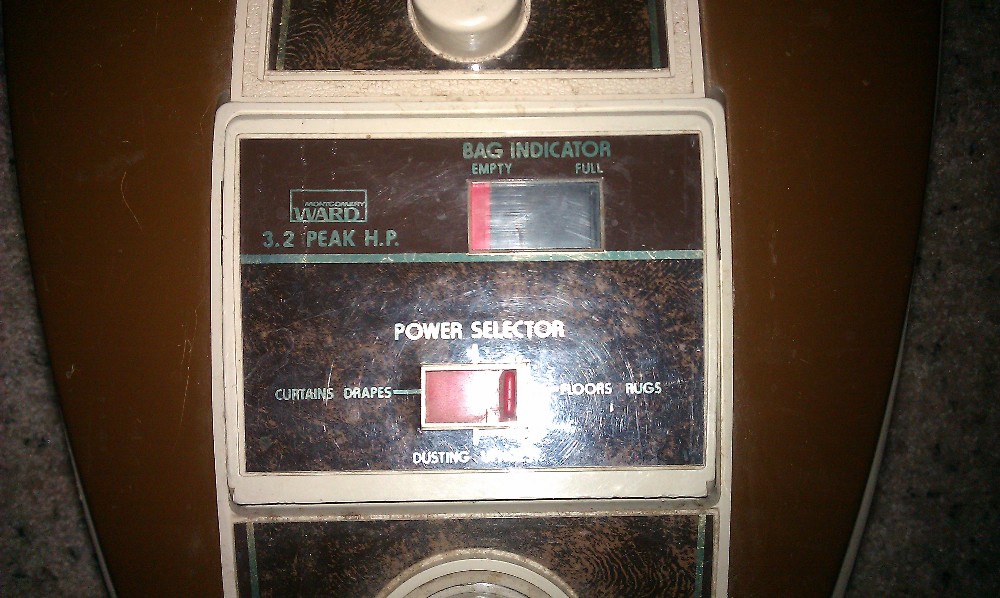 BAG INDICATOR
EMPTY FULL
MONTGOMERY
WARD
3.2 PEAK H.P.
POWER SELECTOR
CURTAINS DRAPES FLOORS RUGS
DUSTING